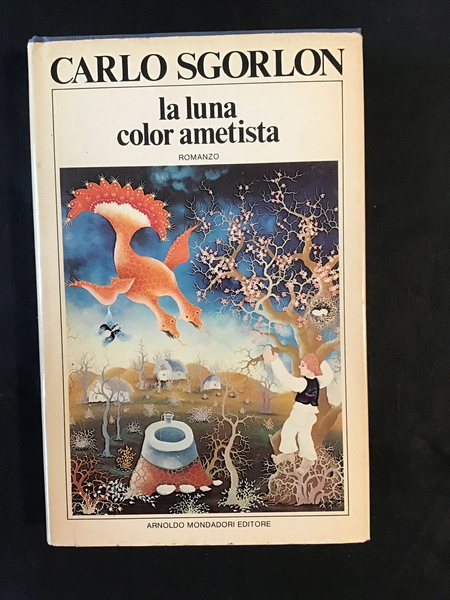 CARLO SGORLON
la luna
color ametista
ROMANZO
ARNOLDO MONDADORI EDITORE